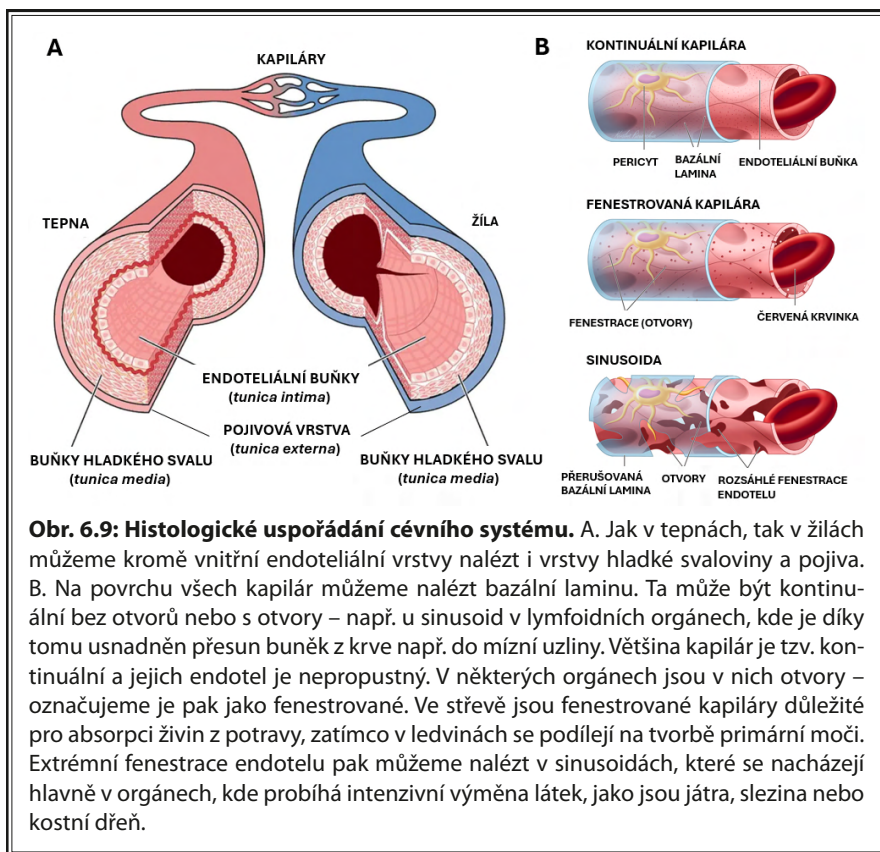 A
KAPILÁRY
TEPNA
ŽÍLA
ENDOTELIÁLNÍ BUŇKY
(tunica intima)
POJIVOVÁ VRSTVA
(tunica externa)
BUŇKY HLADKÉHO SVALU
(tunica media)
BUŇKY HLADKÉHO SVALU
(tunica media)
B
KONTINUÁLNÍ KAPILÁRA
PERICYT
BAZÁLNÍ
LAMINA
ENDOTELIÁLNÍ BUŇKA
FENESTROVANÁ KAPILÁRA
FENESTRACE (OTVORY)
ČERVENÁ KRVINKA
SINUSOIDA
PŘERUŠOVANÁ
BAZÁLNÍ LAMINA
OTVORY
ROZSÁHLÉ FENESTRACE
ENDOTELU
Obr. 6.9: Histologické uspořádání cévního systému. A. Jak v tepnách, tak v žilách
můžeme kromě vnitřní endoteliální vrstvy nalézt i vrstvy hladké svaloviny a pojiva.
B. Na povrchu všech kapilár můžeme nalézt bazální laminu. Ta může být kontinu-
ální bez otvorů nebo s otvory – např. u sinusoid v lymfoidních orgánech, kde je díky
tomu usnadněn přesun buněk z krve např. do mízní uzliny. Většina kapilár je tzv. kon-
tinuální a jejich endotel je nepropustný. V některých orgánech jsou v nich otvory –
označujeme je pak jako fenestrované. Ve střevě jsou fenestrované kapiláry důležité
pro absorpci živin z potravy, zatímco v ledvinách se podílejí na tvorbě primární moči.
Extrémní fenestrace endotelu pak můžeme nalézt v sinusoidách, které se nacházejí
hlavně v orgánech, kde probíhá intenzivní výměna látek, jako jsou játra, slezina nebo
kostní dřeň.